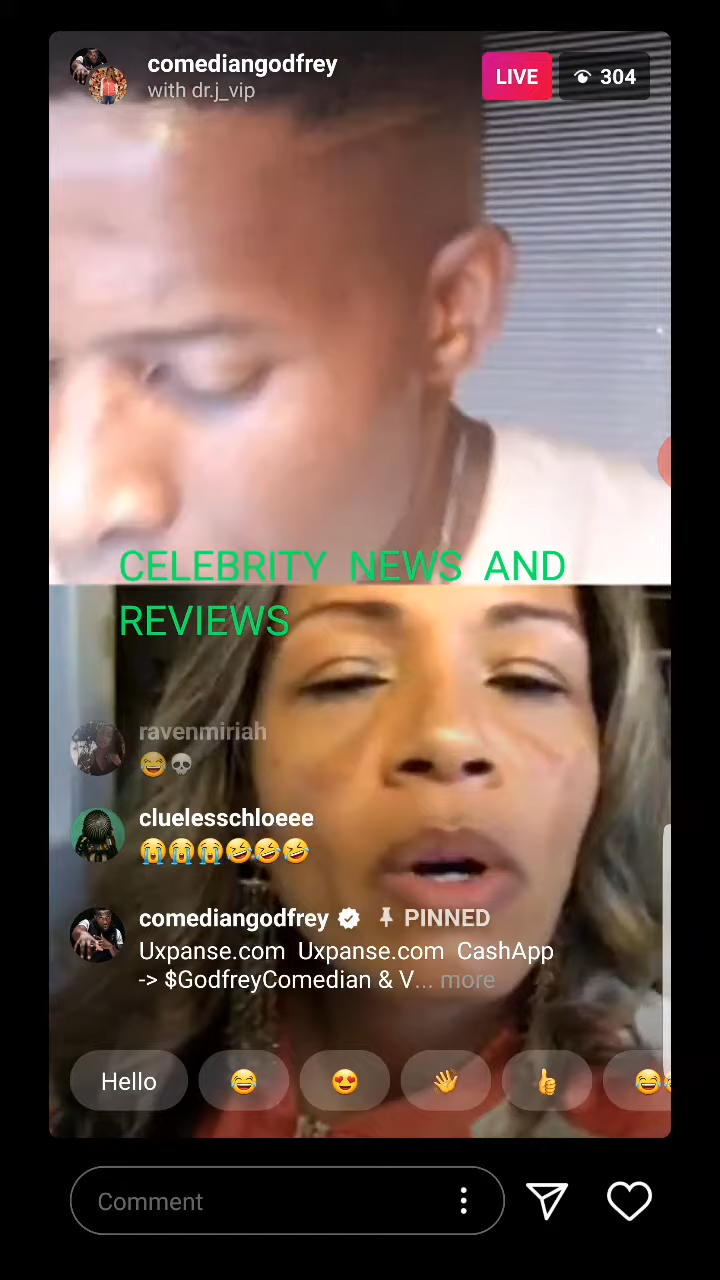 comediangodfrey
with dr.j_vip
LIVE
304
CELEBRITY NEWS AND
REVIEWS
ravenmiriah
😂💀
cluelesschloeee
😭😭😭🤣🤣🤣
comediangodfrey PINNED
Uxpanse.com Uxpanse.com CashApp
-> $GodfreyComedian & V... more
Hello 😂 😍 👋 👍 😂
Comment